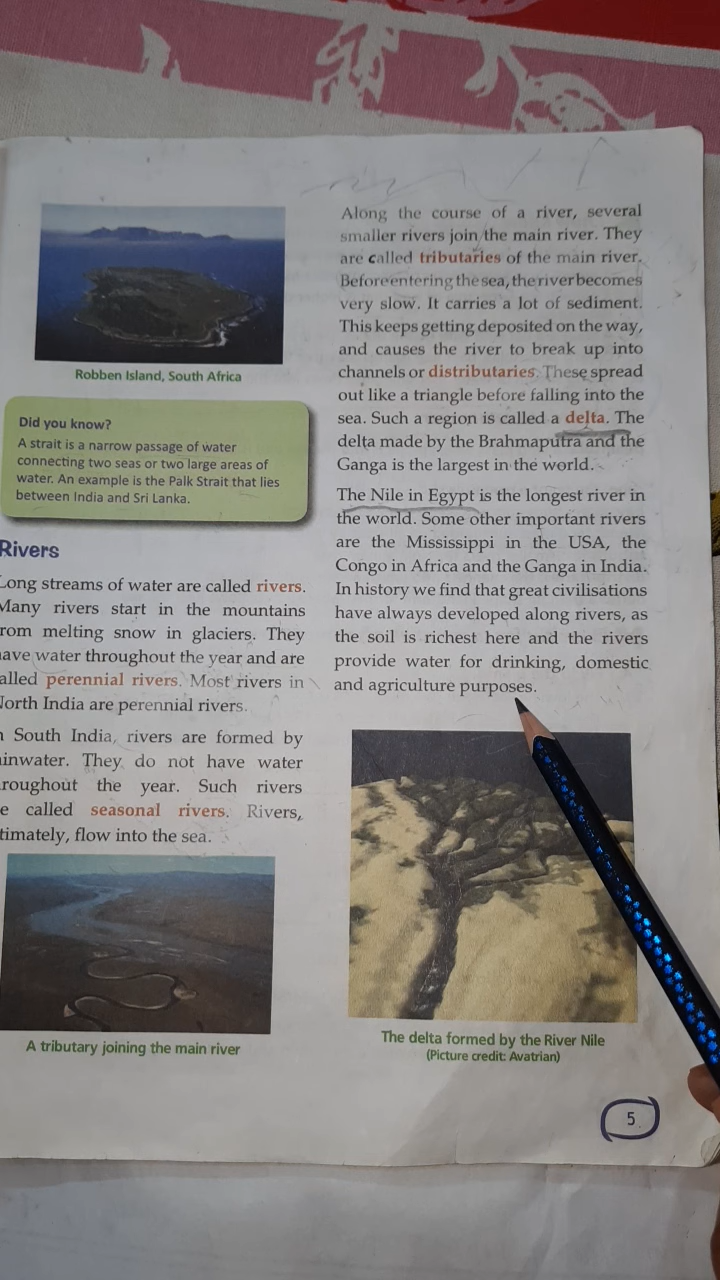 Robben Island, South Africa
Did you know?
A strait is a narrow passage of water
connecting two seas or two large areas of
water. An example is the Palk Strait that lies
between India and Sri Lanka.
Rivers
Long streams of water are called rivers.
Many rivers start in the mountains
from melting snow in glaciers. They
have water throughout the year and are
called perennial rivers. Most rivers in
North India are perennial rivers.
South India, rivers are formed by
rainwater. They do not have water
throughout the year. Such rivers
called seasonal rivers. Rivers,
ultimately, flow into the sea.
A tributary joining the main river
Along the course of a river, several
smaller rivers join the main river. They
are called tributaries of the main river.
Before entering the sea, the river becomes
very slow. It carries a lot of sediment.
This keeps getting deposited on the way,
and causes the river to break up into
channels or distributaries. These spread
out like a triangle before falling into the
sea. Such a region is called a delta. The
delta made by the Brahmaputra and the
Ganga is the largest in the world.
The Nile in Egypt is the longest river in
the world. Some other important rivers
are the Mississippi in the USA, the
Congo in Africa and the Ganga in India.
In history we find that great civilisations
have always developed along rivers, as
the soil is richest here and the rivers
provide water for drinking, domestic
and agriculture purposes.
The delta formed by the River Nile
(Picture credit: Avatrian)
5